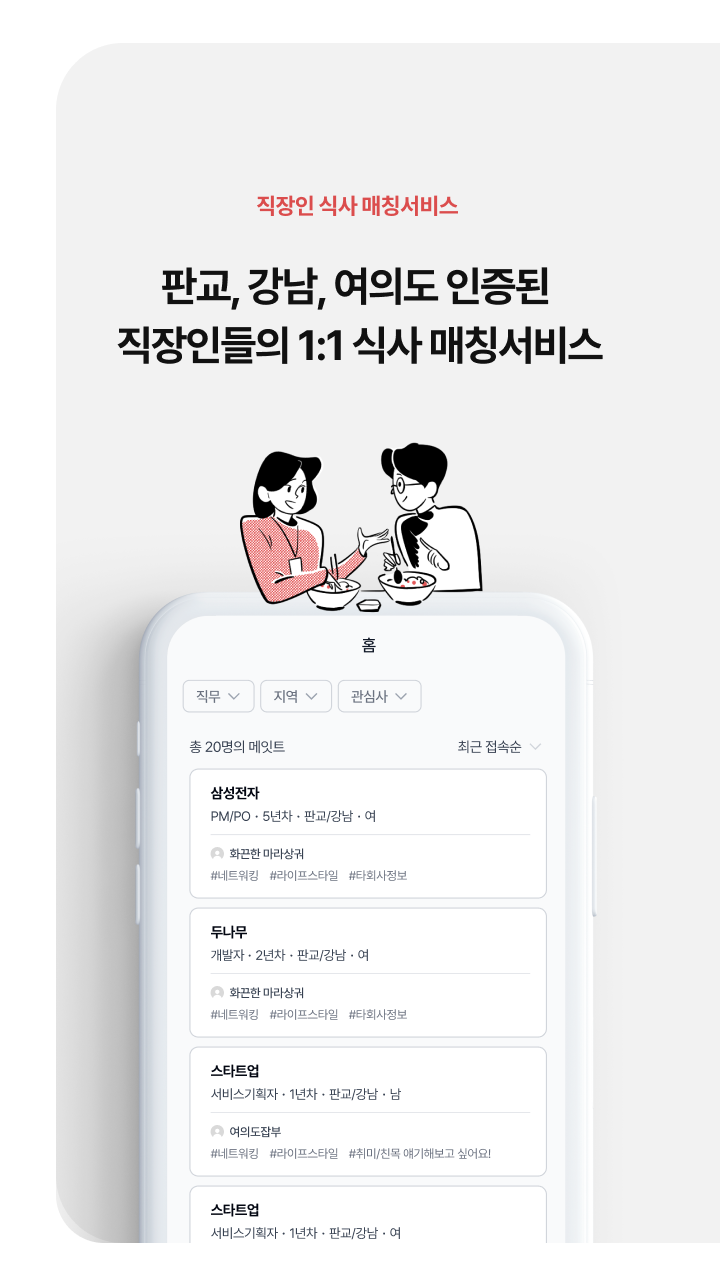 직장인 식사 매칭서비스
판교, 강남, 여의도 인증된
직장인들의 1:1 식사 매칭서비스
홈
직무 지역 관심사
총 20명의 메잇트 최근 접속순
삼성전자
PM/PO · 5년차 · 판교/강남 · 여
화끈한 마라상궈
#네트워킹 #라이프스타일 #타회사정보
두나무
개발자 · 2년차 · 판교/강남 · 여
화끈한 마라상궈
#네트워킹 #라이프스타일 #타회사정보
스타트업
서비스기획자 · 1년차 · 판교/강남 · 남
여의도잡부
#네트워킹 #라이프스타일 #취미/친목 얘기해보고 싶어요!
스타트업
서비스기획자 · 1년차 · 판교/강남 · 여